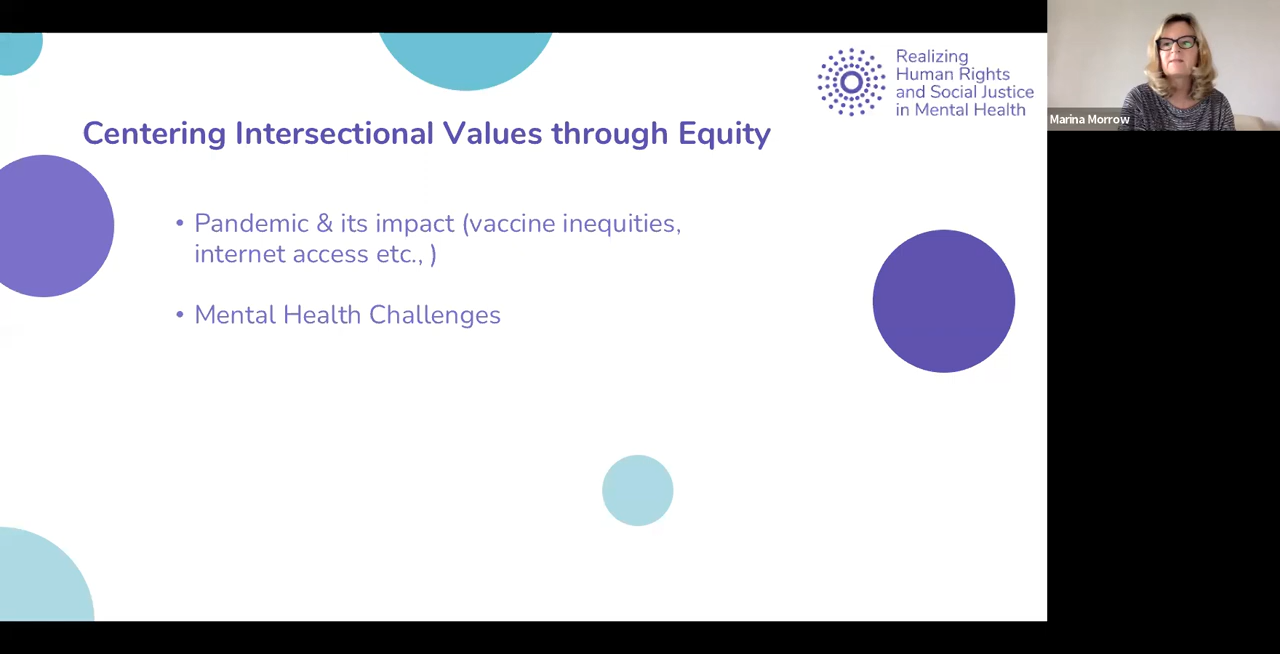 Realizing
Human Rights
and Social Justice
in Mental Health
Marina Morrow
Centering Intersectional Values through Equity
• Pandemic & its impact (vaccine inequities,
internet access etc., )
• Mental Health Challenges